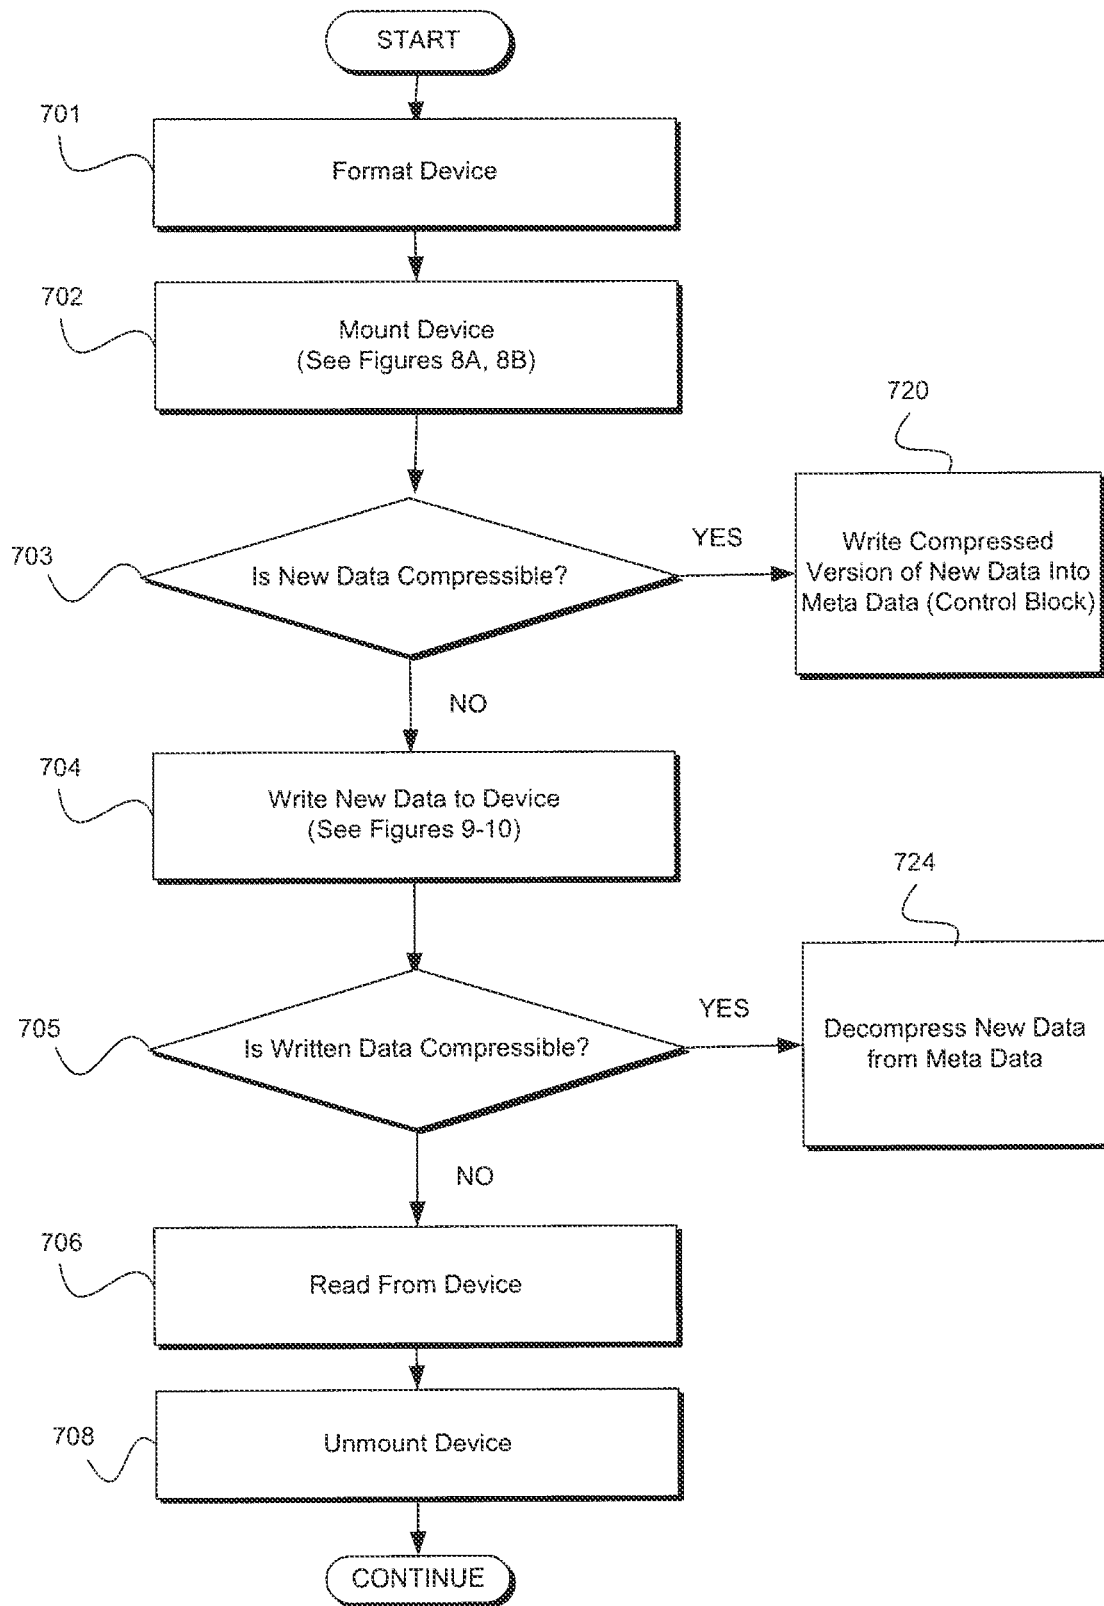 START
701
Format Device
702
Mount Device
(See Figures 8A, 8B)
720
703
Is New Data Compressible?
YES
Write Compressed
Version of New Data Into
Meta Data (Control Block)
NO
704
Write New Data to Device
(See Figures 9-10)
724
705
Is Written Data Compressible?
YES
Decompress New Data
from Meta Data
NO
706
Read From Device
708
Unmount Device
CONTINUE